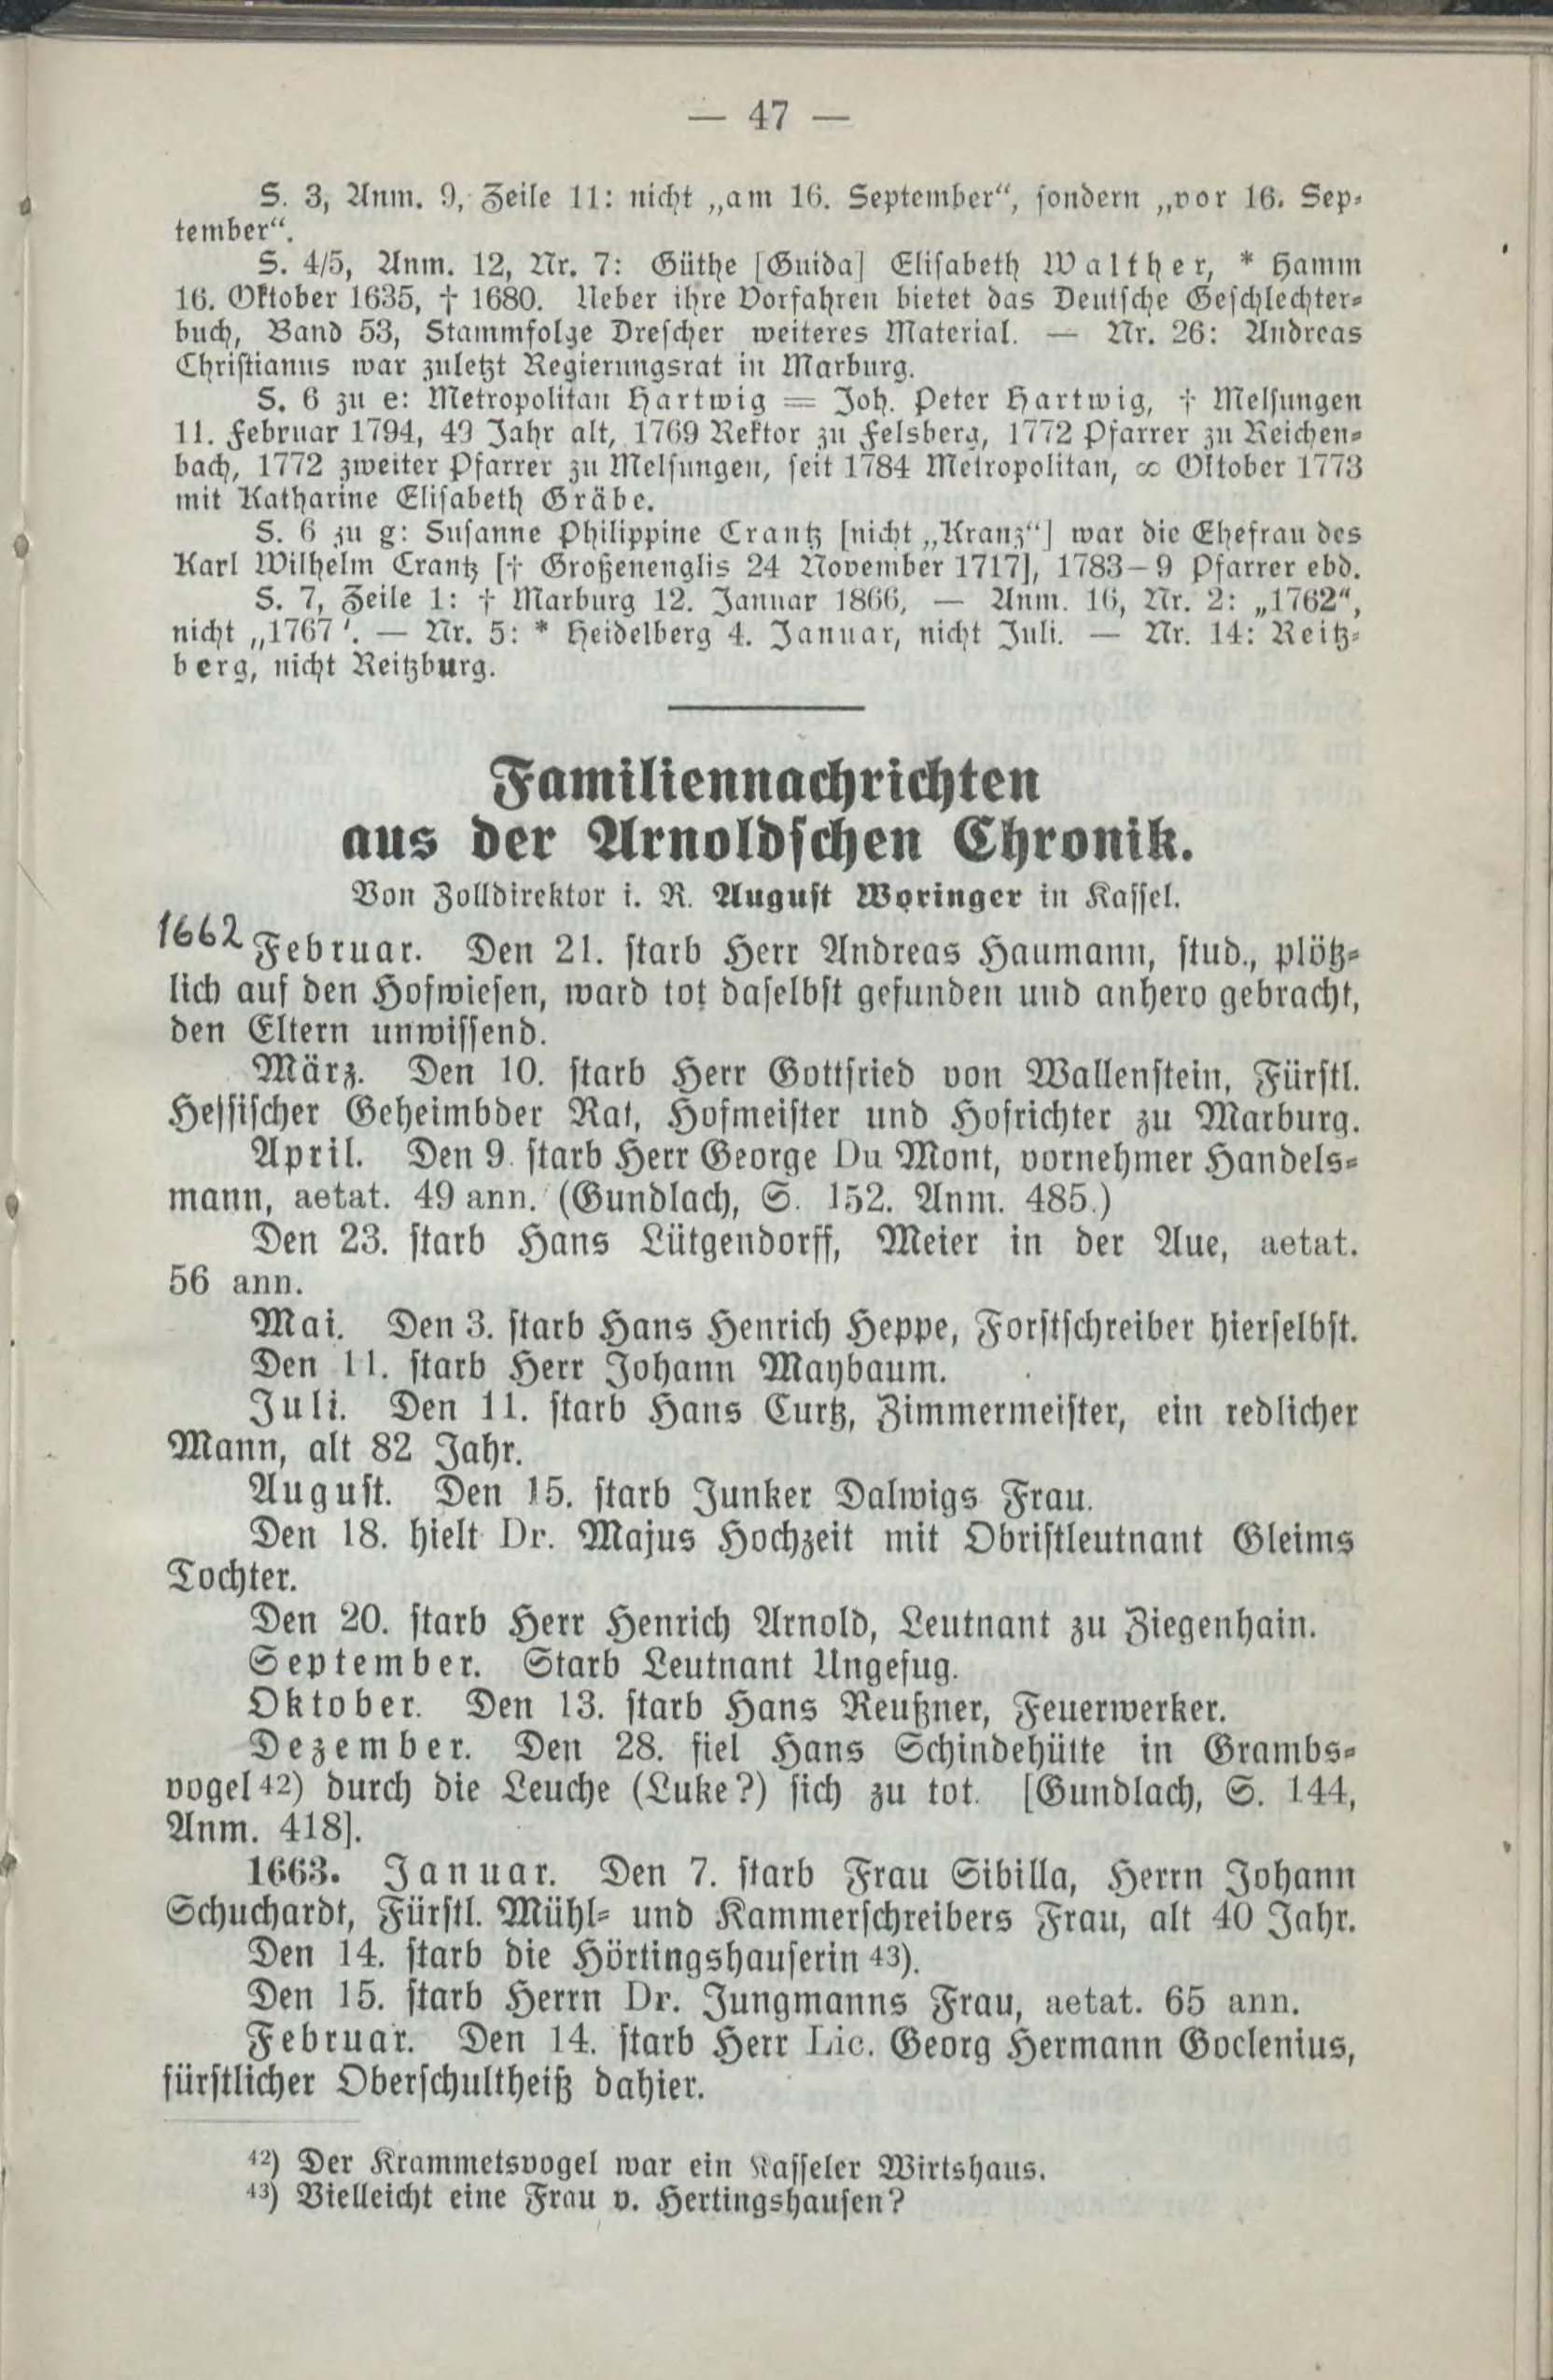 — 47 —
S. 3, Anm. 9, Zeile 11: nicht „am 16. September“, sondern „vor 16. Sep-
tember“.
S. 4/5, Anm. 12, Nr. 7: Güthe [Guida] Elisabeth Walther, * Hamm
16. Oktober 1635, † 1680. Ueber ihre Vorfahren bietet das Deutsche Geschlechter-
buch, Band 53, Stammfolge Drescher weiteres Material. — Nr. 26: Andreas
Christianus war zuletzt Regierungsrat in Marburg.
S. 6 zu e: Metropolitan Hartwig = Joh. Peter Hartwig, † Melsungen
11. Februar 1794, 49 Jahr alt, 1769 Rektor zu Felsberg, 1772 Pfarrer zu Reichen-
bach, 1772 zweiter Pfarrer zu Melsungen, seit 1784 Metropolitan, ∞ Oktober 1773
mit Katharine Elisabeth Gräbe.
S. 6 zu g: Susanne Philippine Crantz [nicht „Kranz“] war die Ehefrau des
Karl Wilhelm Crantz [† Großenenglis 24 November 1717], 1783–9 Pfarrer ebd.
S. 7, Zeile 1: † Marburg 12. Januar 1866, — Anm. 16, Nr. 2: „1762“,
nicht „1767'. — Nr. 5: * Heidelberg 4. Januar, nicht Juli. — Nr. 14: Reitz-
berg, nicht Reitzburg.
Familiennachrichten
aus der Arnoldschen Chronik.
Von Zolldirektor i. R. August Woringer in Kassel.
1662 Februar. Den 21. starb Herr Andreas Haumann, stud., plötz-
lich auf den Hofwiesen, ward tot daselbst gefunden und anhero gebracht,
den Eltern unwissend.
März. Den 10. starb Herr Gottfried von Wallenstein, Fürstl.
Hessischer Geheimbder Rat, Hofmeister und Hofrichter zu Marburg.
April. Den 9. starb Herr George Du Mont, vornehmer Handels-
mann, aetat. 49 ann. (Gundlach, S. 152. Anm. 485.)
Den 23. starb Hans Lütgendorff, Meier in der Aue, aetat.
56 ann.
Mai. Den 3. starb Hans Henrich Heppe, Forstschreiber hierselbst.
Den 11. starb Herr Johann Maybaum.
Juli. Den 11. starb Hans Curtz, Zimmermeister, ein redlicher
Mann, alt 82 Jahr.
August. Den 15. starb Junker Dalwigs Frau.
Den 18. hielt Dr. Majus Hochzeit mit Obristleutnant Gleims
Tochter.
Den 20. starb Herr Henrich Arnold, Leutnant zu Ziegenhain.
September. Starb Leutnant Ungefug.
Oktober. Den 13. starb Hans Reußner, Feuerwerker.
Dezember. Den 28. fiel Hans Schindehütte in Grambs-
vogel 42) durch die Leuche (Luke?) sich zu tot. [Gundlach, S. 144,
Anm. 418].
1663. Januar. Den 7. starb Frau Sibilla, Herrn Johann
Schuchardt, Fürstl. Mühl- und Kammerschreibers Frau, alt 40 Jahr.
Den 14. starb die Hörtingshauserin 43).
Den 15. starb Herrn Dr. Jungmanns Frau, aetat. 65 ann.
Februar. Den 14. starb Herr Lic. Georg Hermann Goclenius,
fürstlicher Oberschultheiß dahier.
42) Der Krammetsvogel war ein Kasseler Wirtshaus.
43) Vielleicht eine Frau v. Hertingshausen?